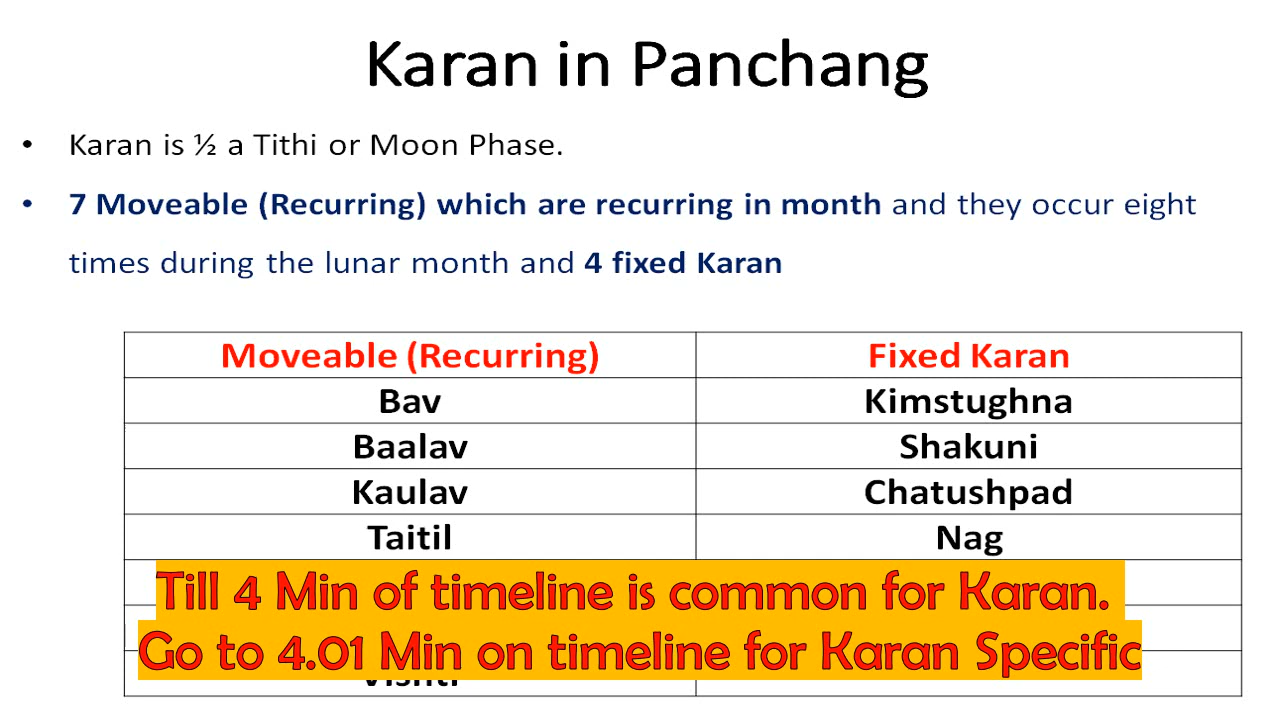 Karan in Panchang
• Karan is ½ a Tithi or Moon Phase.
• 7 Moveable (Recurring) which are recurring in month and they occur eight
times during the lunar month and 4 fixed Karan
Moveable (Recurring) Fixed Karan
Bav Kimstughna
Baalav Shakuni
Kaulav Chatushpad
Taitil Nag
Till 4 Min of timeline is common for Karan.
Go to 4.01 Min on timeline for Karan Specific